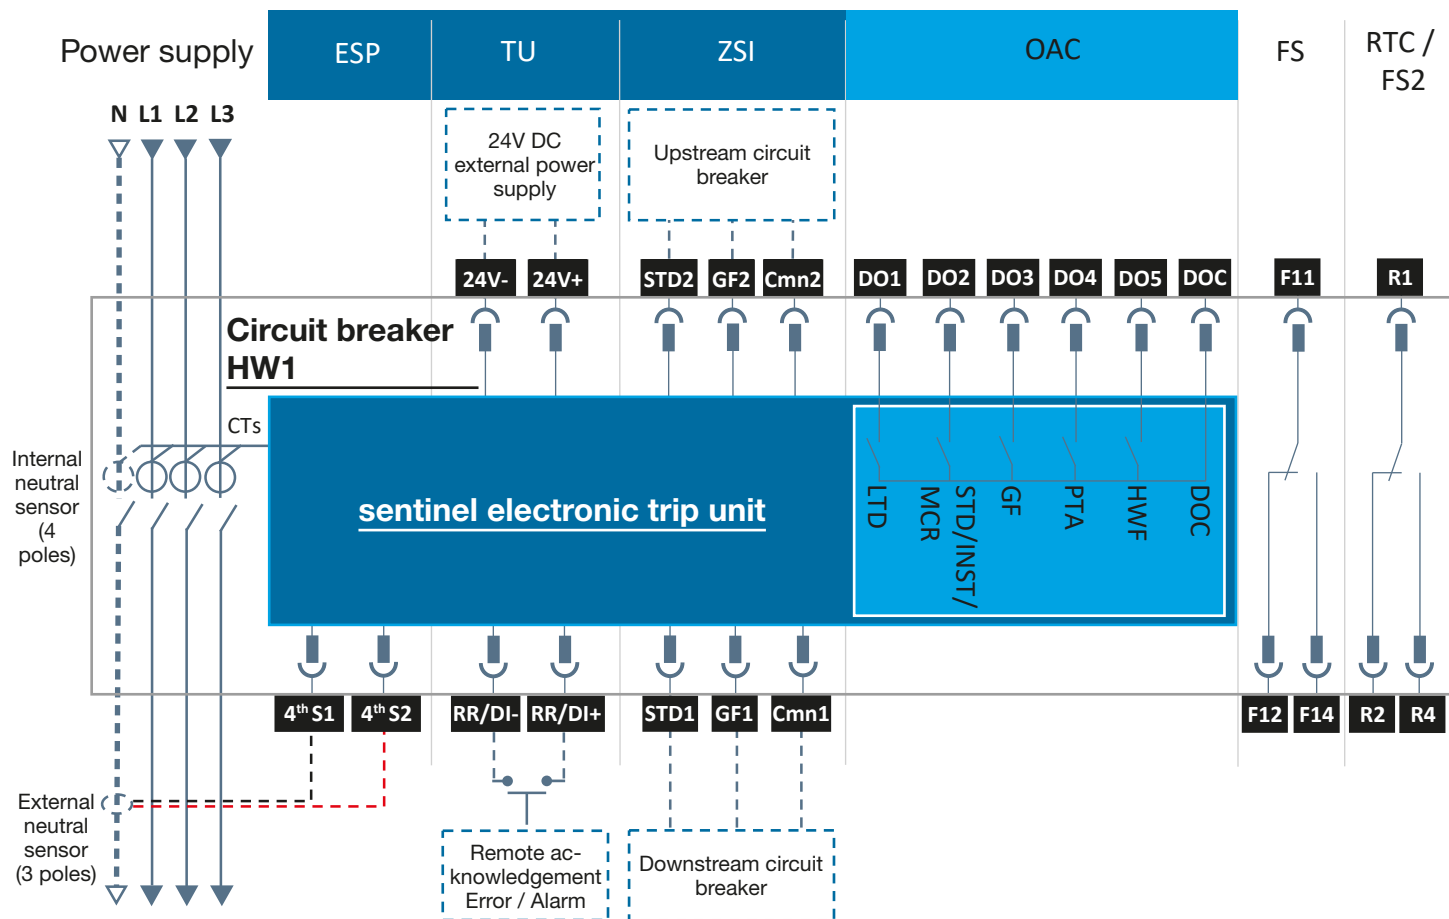 Power supply
ESP
TU
ZSI
OAC
FS
RTC /
FS2
N L1 L2 L3
24V DC
external power
supply
Upstream circuit
breaker
24V-
24V+
STD2
GF2
Cmn2
DO1
DO2
DO3
DO4
DO5
DOC
F11
R1
Circuit breaker
HW1
CTs
Internal
neutral
sensor
(4
poles)
sentinel electronic trip unit
LTD
STD/INST/
MCR
GF
PTA
HWF
DOC
4th S1
4th S2
RR/DI-
RR/DI+
STD1
GF1
Cmn1
F12
F14
R2
R4
External
neutral
sensor
(3 poles)
Remote ac-
knowledgement
Error / Alarm
Downstream circuit
breaker